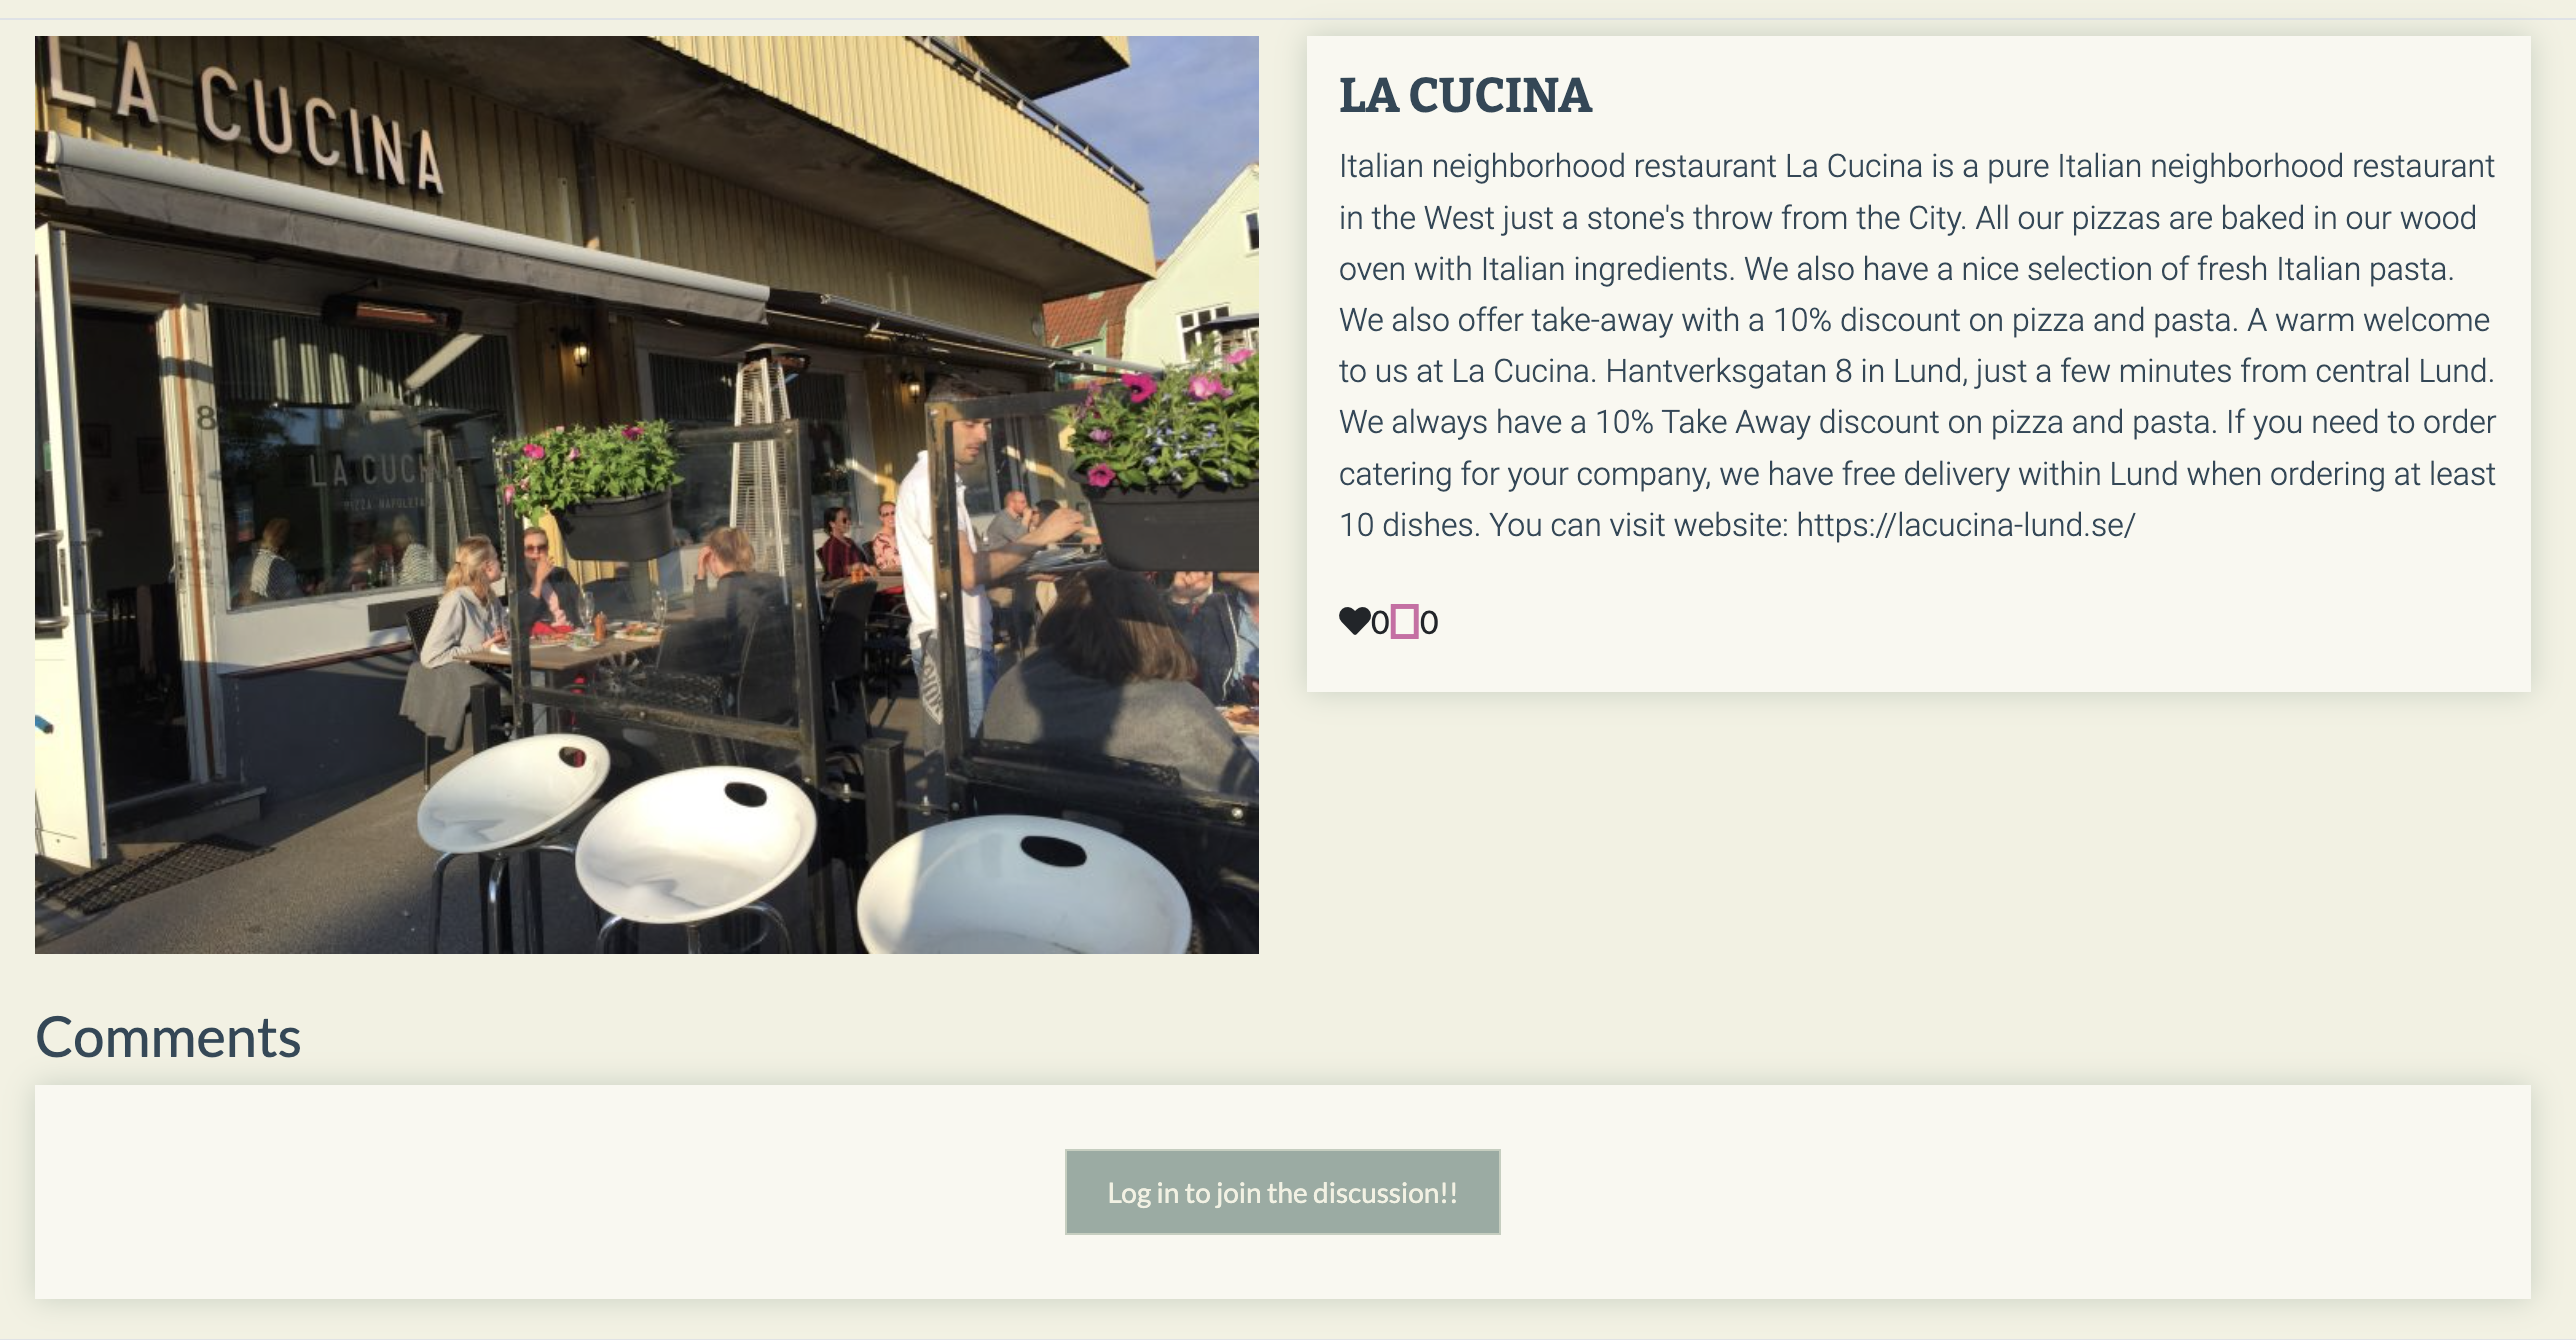 LA CUCINA
8
LA CUCIN
LA CUCINA
Italian neighborhood restaurant La Cucina is a pure Italian neighborhood restaurant
in the West just a stone's throw from the City. All our pizzas are baked in our wood
oven with Italian ingredients. We also have a nice selection of fresh Italian pasta.
We also offer take-away with a 10% discount on pizza and pasta. A warm welcome
to us at La Cucina. Hantverksgatan 8 in Lund, just a few minutes from central Lund.
We always have a 10% Take Away discount on pizza and pasta. If you need to order
catering for your company, we have free delivery within Lund when ordering at least
10 dishes. You can visit website: https://lacucina-lund.se/
0 0
Comments
Log in to join the discussion!!